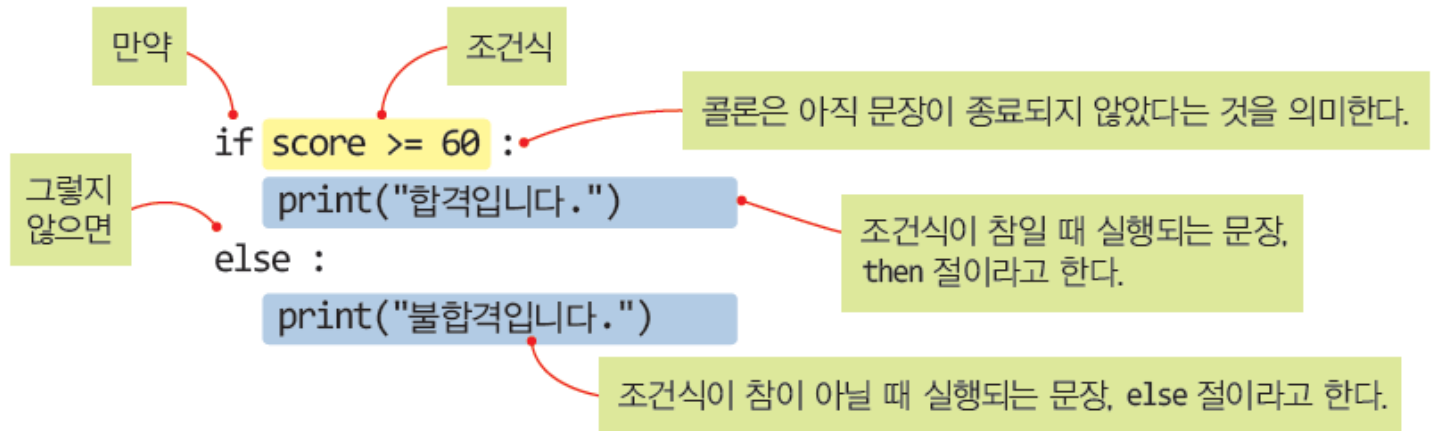 만약
조건식
콜론은 아직 문장이 종료되지 않았다는 것을 의미한다.
if score >= 60 :
그렇지
않으면
print("합격입니다.")
조건식이 참일 때 실행되는 문장,
then 절이라고 한다.
else :
print("불합격입니다.")
조건식이 참이 아닐 때 실행되는 문장, else 절이라고 한다.